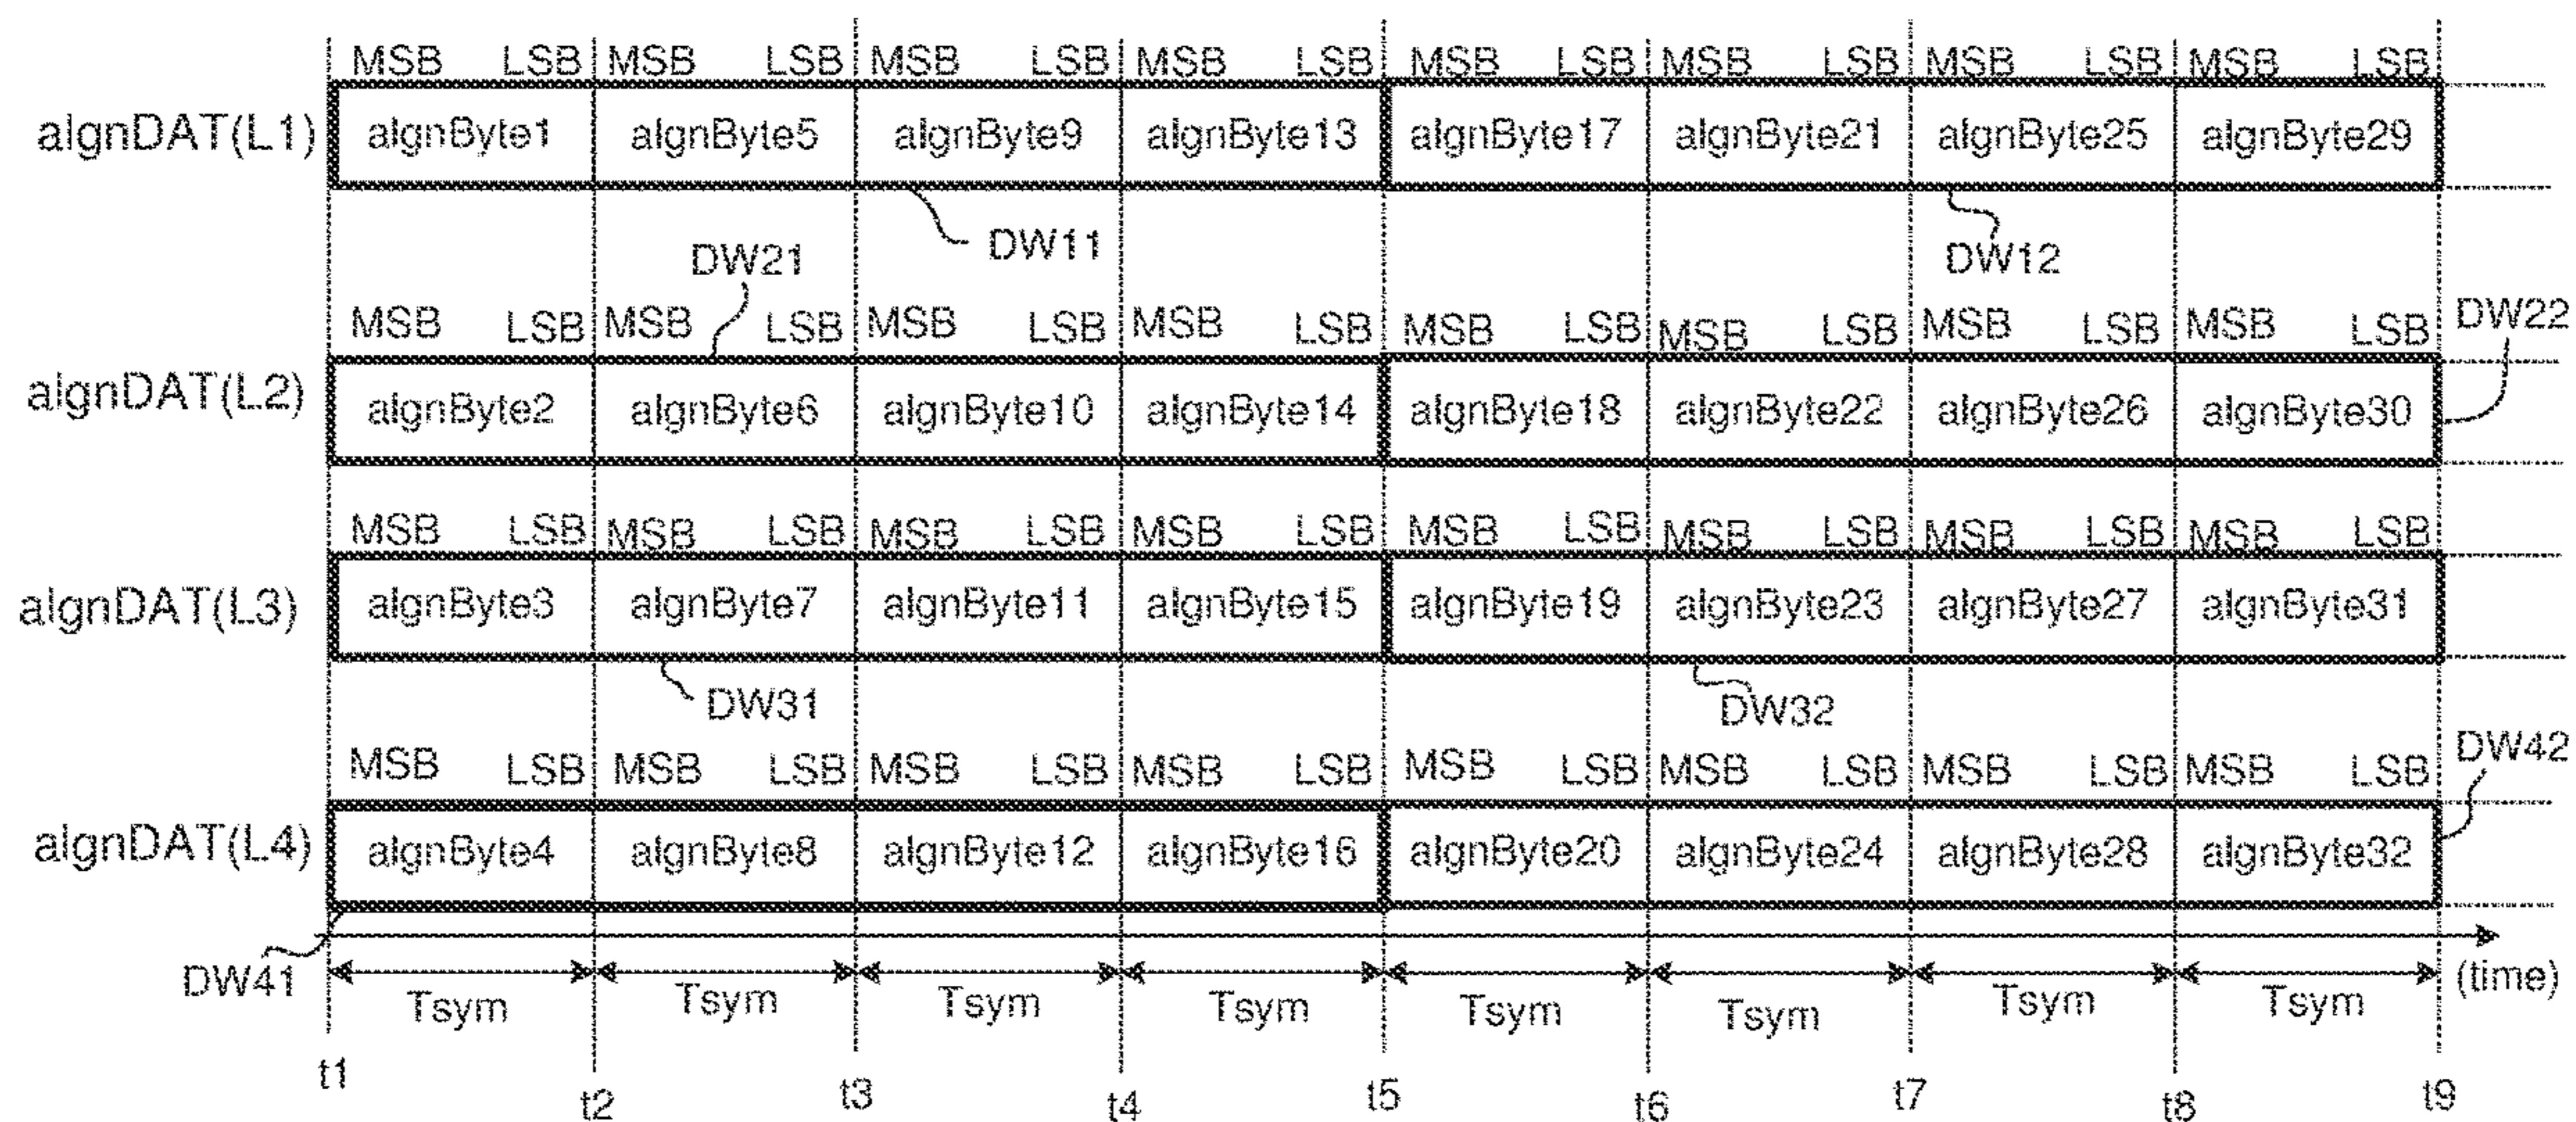 MSB LSB MSB LSB MSB LSB MSB LSB MSB LSB MSB LSB MSB LSB MSB LSB
algnDAT(L1) algnByte1 algnByte5 algnByte9 algnByte13 algnByte17 algnByte21 algnByte25 algnByte29
DW21 DW11 DW12
MSB LSB MSB LSB MSB LSB MSB LSB MSB LSB MSB LSB MSB LSB MSB LSB DW22
algnDAT(L2) algnByte2 algnByte6 algnByte10 algnByte14 algnByte18 algnByte22 algnByte26 algnByte30
MSB LSB MSB LSB MSB LSB MSB LSB MSB LSB MSB LSB MSB LSB MSB LSB
algnDAT(L3) algnByte3 algnByte7 algnByte11 algnByte15 algnByte19 algnByte23 algnByte27 algnByte31
DW31 DW32
MSB LSB MSB LSB MSB LSB MSB LSB MSB LSB MSB LSB MSB LSB MSB LSB DW42
algnDAT(L4) algnByte4 algnByte8 algnByte12 algnByte16 algnByte20 algnByte24 algnByte28 algnByte32
DW41 (time)
Tsym Tsym Tsym Tsym Tsym Tsym Tsym Tsym
t1 t2 t3 t4 t5 t6 t7 t8 t9